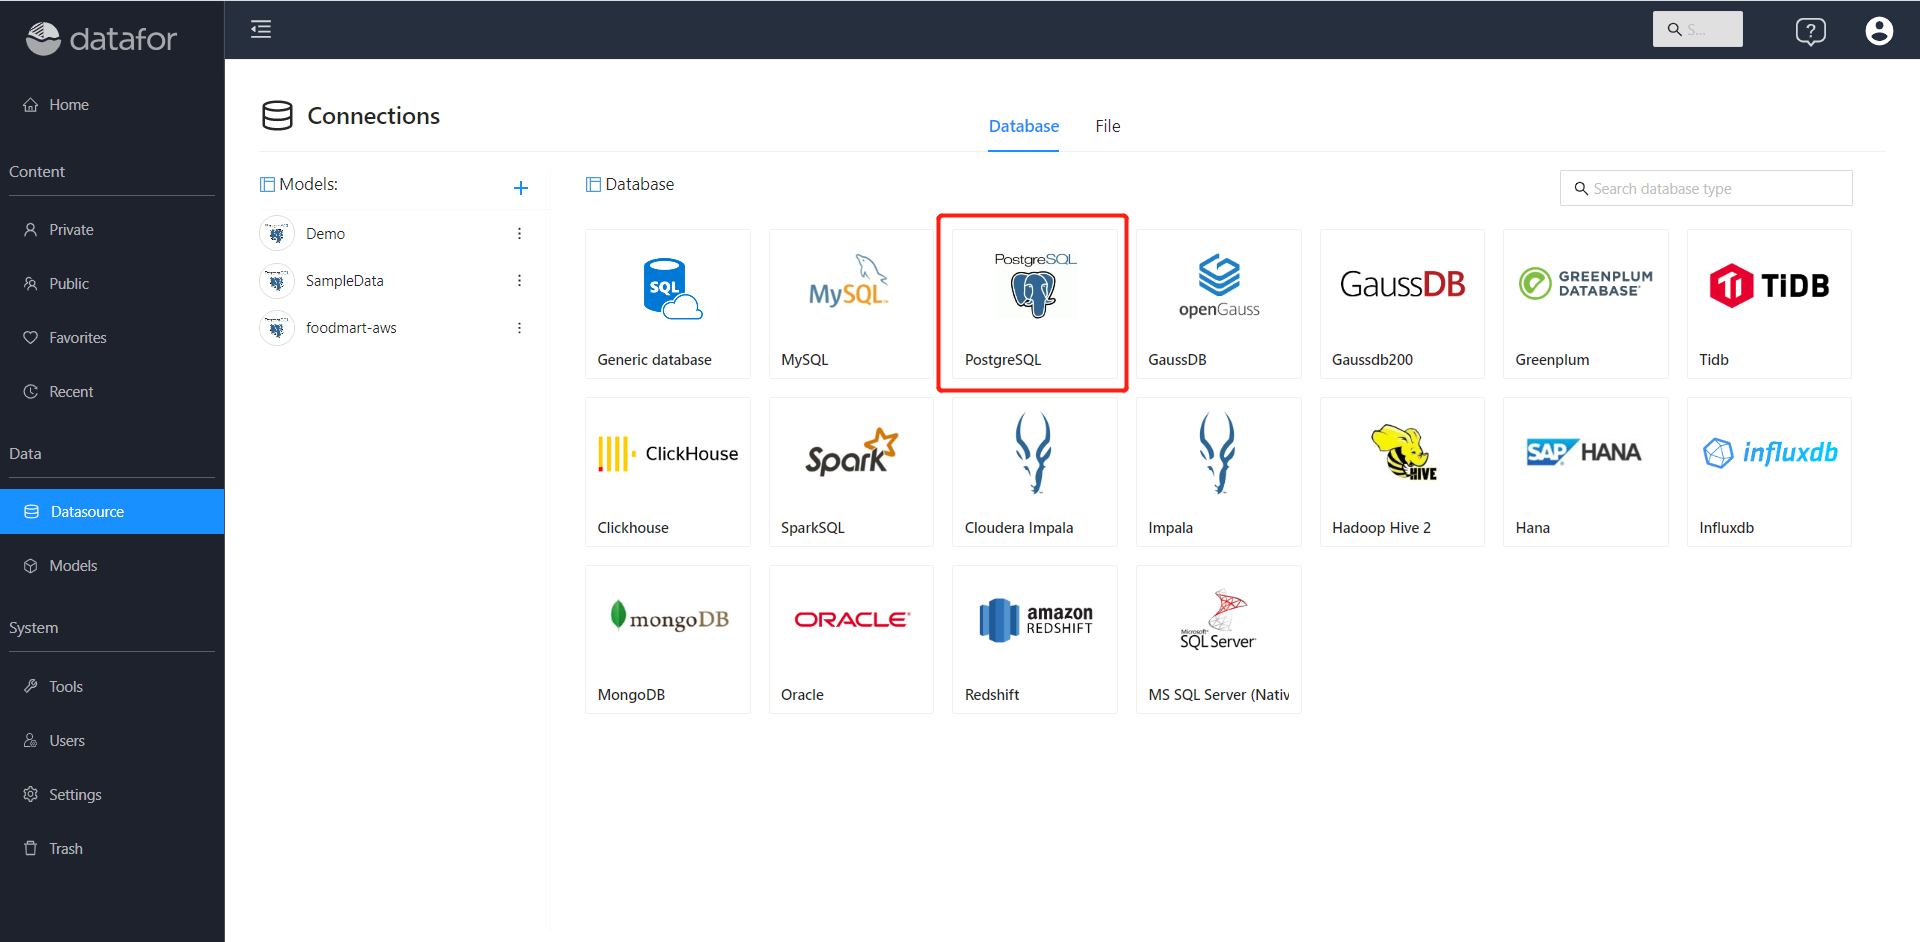 datafor
S...
?
Home
Content
Private
Public
Favorites
Recent
Data
Datasource
Models
System
Tools
Users
Settings
Trash
Connections
Database
File
Models:
Demo
SampleData
foodmart-aws
Database
Search database type
SQL
Generic database
MySQL
MySQL
PostgreSQL
PostgreSQL
openGauss
GaussDB
GaussDB
Gaussdb200
GREENPLUM
DATABASE
Greenplum
TiDB
Tidb
ClickHouse
Clickhouse
Spark
SparkSQL
Cloudera Impala
Impala
HIVE
Hadoop Hive 2
SAP HANA
Hana
influxdb
Influxdb
mongoDB
MongoDB
ORACLE
Oracle
amazon
REDSHIFT
Redshift
Microsoft
SQL Server
MS SQL Server (Nativ